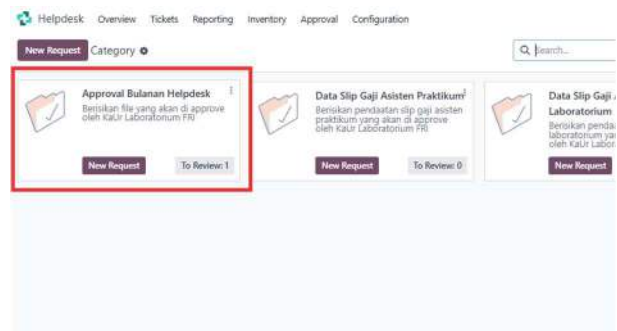 Helpdesk Overview Tickets Reporting Inventory Approval Configuration
New Request Category
Search...
Approval Bulanan Helpdesk
Berisikan file yang akan di approve
oleh KaUr Laboratorium FRI
New Request To Review: 1
Data Slip Gaji Asisten Praktikum
Berisikan pendaatan slip gaji asisten
praktikum yang akan di approve
oleh KaUr Laboratorium FRI
New Request To Review: 0
Data Slip Gaji
Laboratorium
Berisikan penda
laboratorium ya
oleh KaUr Labor
New Request